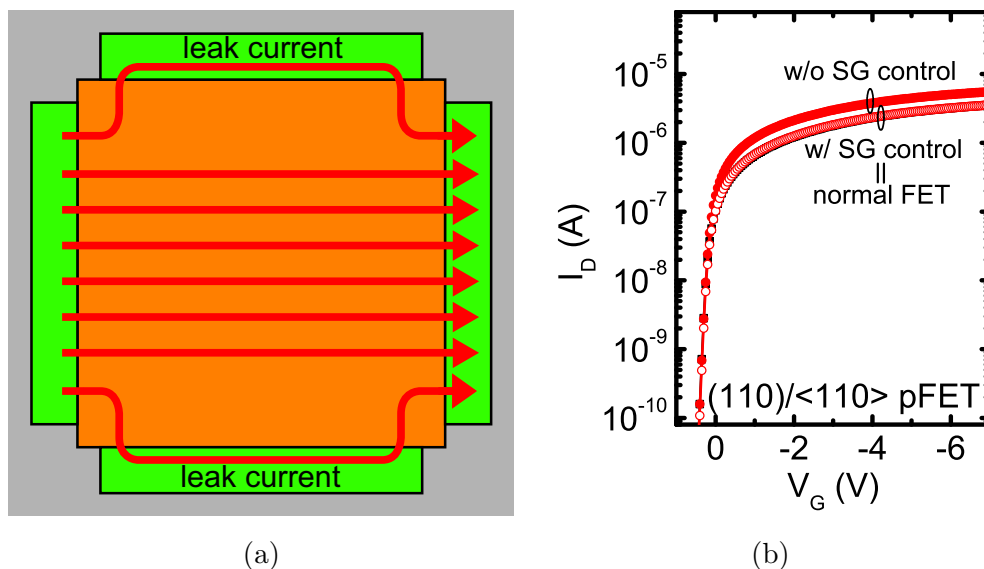 leak current
leak current
(a)
10^-5
10^-6
10^-7
10^-8
10^-9
10^-10
I_D (A)
w/o SG control
w/ SG control
=
normal FET
(110)/<110> pFET
0 -2 -4 -6
V_G (V)
(b)